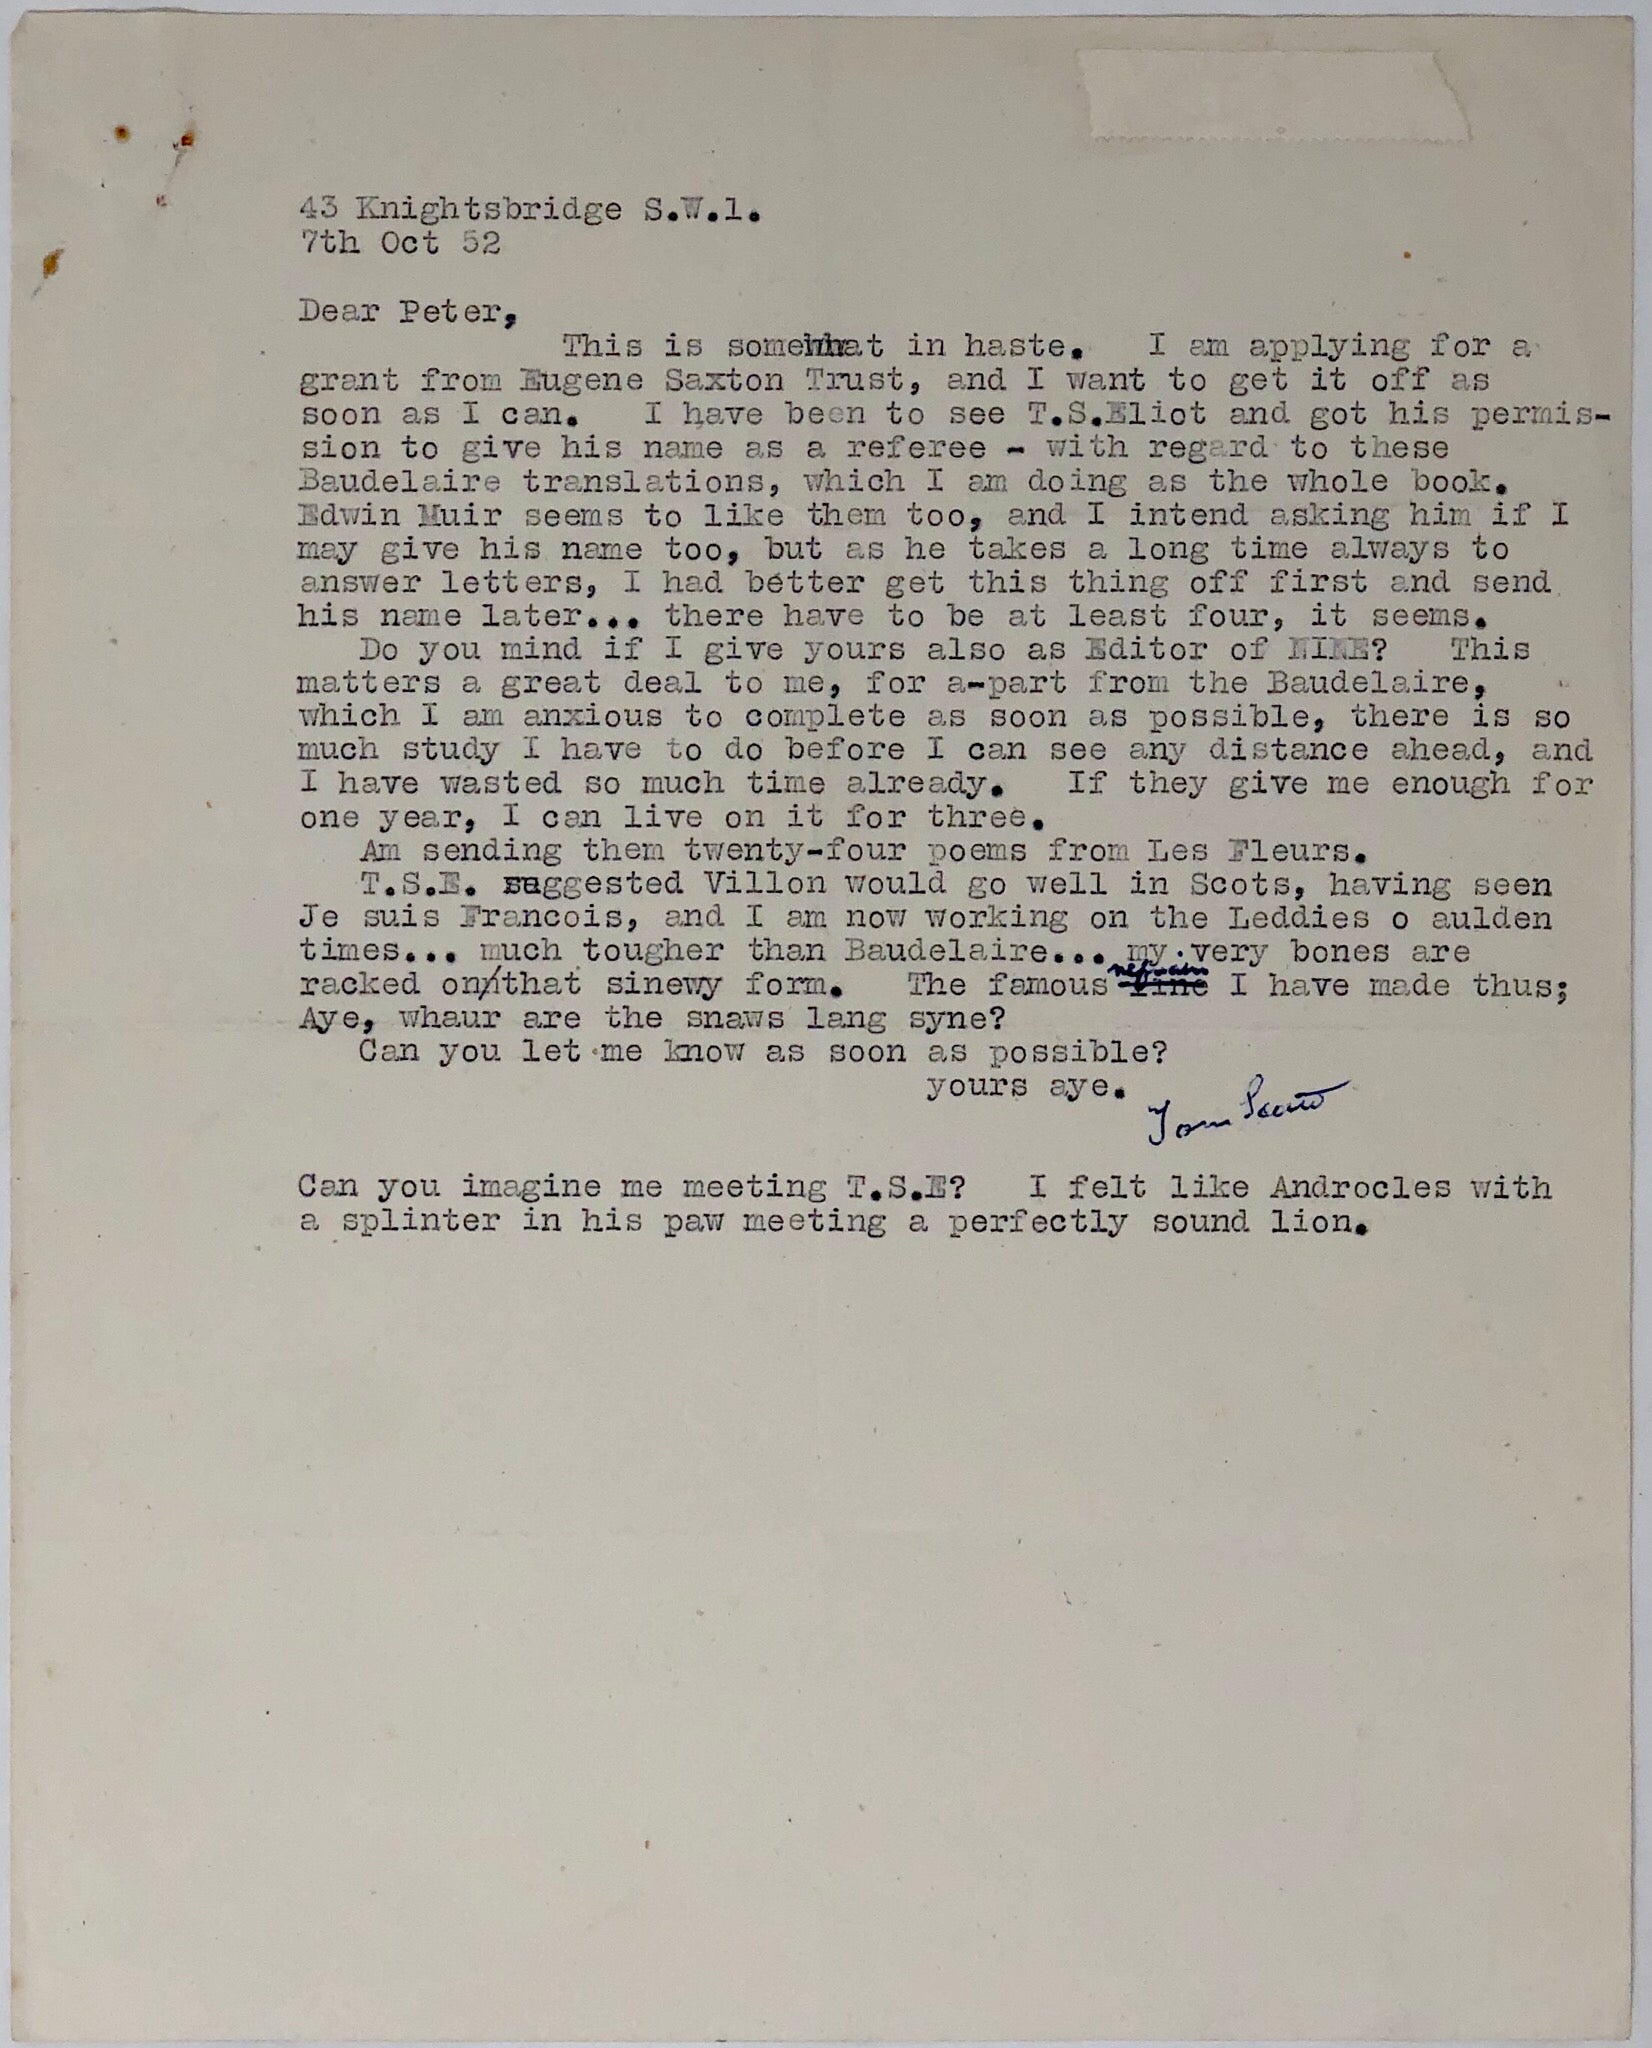 43 Knightsbridge S.W.1.
7th Oct 52
Dear Peter,
This is somewhat in haste. I am applying for a
grant from Eugene Saxton Trust, and I want to get it off as
soon as I can. I have been to see T.S.Eliot and got his permis-
sion to give his name as a referee - with regard to these
Baudelaire translations, which I am doing as the whole book.
Edwin Muir seems to like them too, and I intend asking him if I
may give his name too, but as he takes a long time always to
answer letters, I had better get this thing off first and send
his name later... there have to be at least four, it seems.
Do you mind if I give yours also as Editor of NINE? This
matters a great deal to me, for a-part from the Baudelaire,
which I am anxious to complete as soon as possible, there is so
much study I have to do before I can see any distance ahead, and
I have wasted so much time already. If they give me enough for
one year, I can live on it for three.
Am sending them twenty-four poems from Les Fleurs.
T.S.E. suggested Villon would go well in Scots, having seen
Je suis Francois, and I am now working on the Leddies o aulden
times... much tougher than Baudelaire... my very bones are
racked on/that sinewy form. The famous refrain line I have made thus;
Aye, whaur are the snaws lang syne?
Can you let me know as soon as possible?
yours aye.
Tom Scott
Can you imagine me meeting T.S.E? I felt like Androcles with
a splinter in his paw meeting a perfectly sound lion.